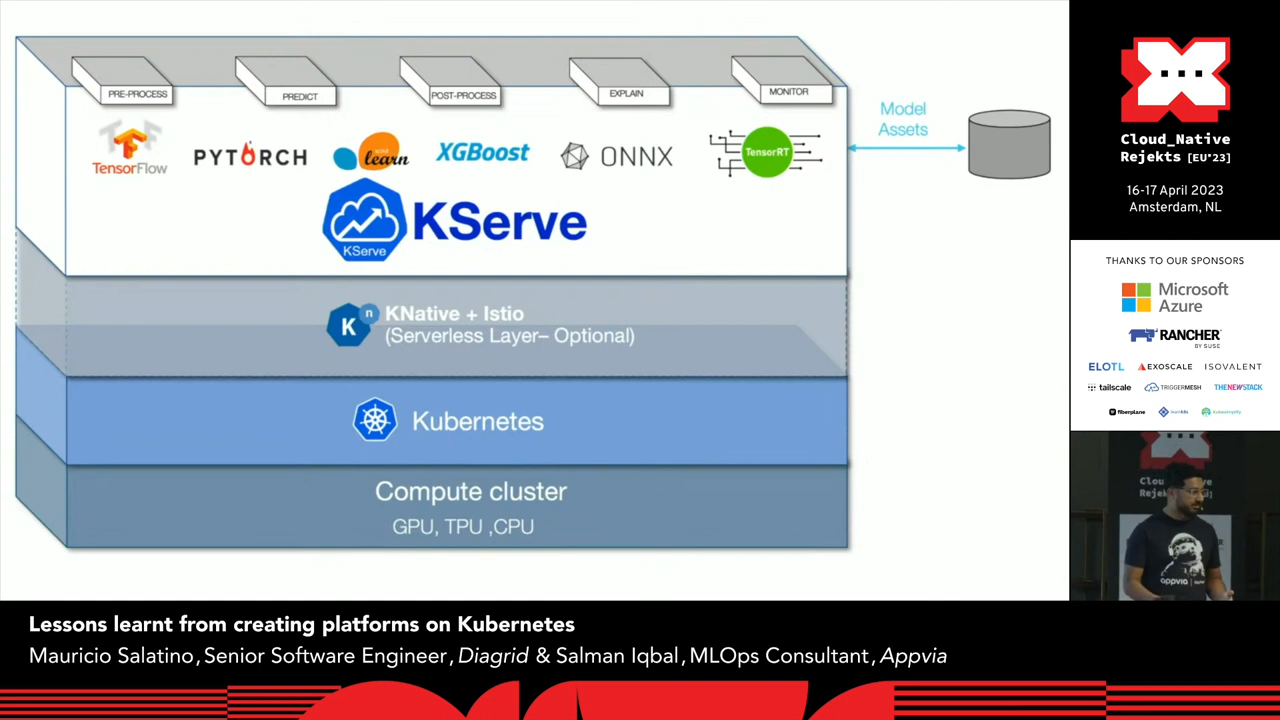 PRE-PROCESS
PREDICT
POST-PROCESS
EXPLAIN
MONITOR
TensorFlow
PYTORCH
learn
XGBoost
ONNX
TensorRT
KServe
KServe
Model
Assets
K n
KNative + Istio
(Serverless Layer– Optional)
Kubernetes
Compute cluster
GPU, TPU ,CPU
Cloud_Native
Rejekts [EU*23]
16-17 April 2023
Amsterdam, NL
THANKS TO OUR SPONSORS
Microsoft
Azure
RANCHER
BY SUSE
ELOTL
EXOSCALE
ISOVALENT
tailscale
TRIGGERMESH
THENEWSTACK
fiberplane
appvia
Lessons learnt from creating platforms on Kubernetes
Mauricio Salatino, Senior Software Engineer, Diagrid & Salman Iqbal, MLOps Consultant, Appvia